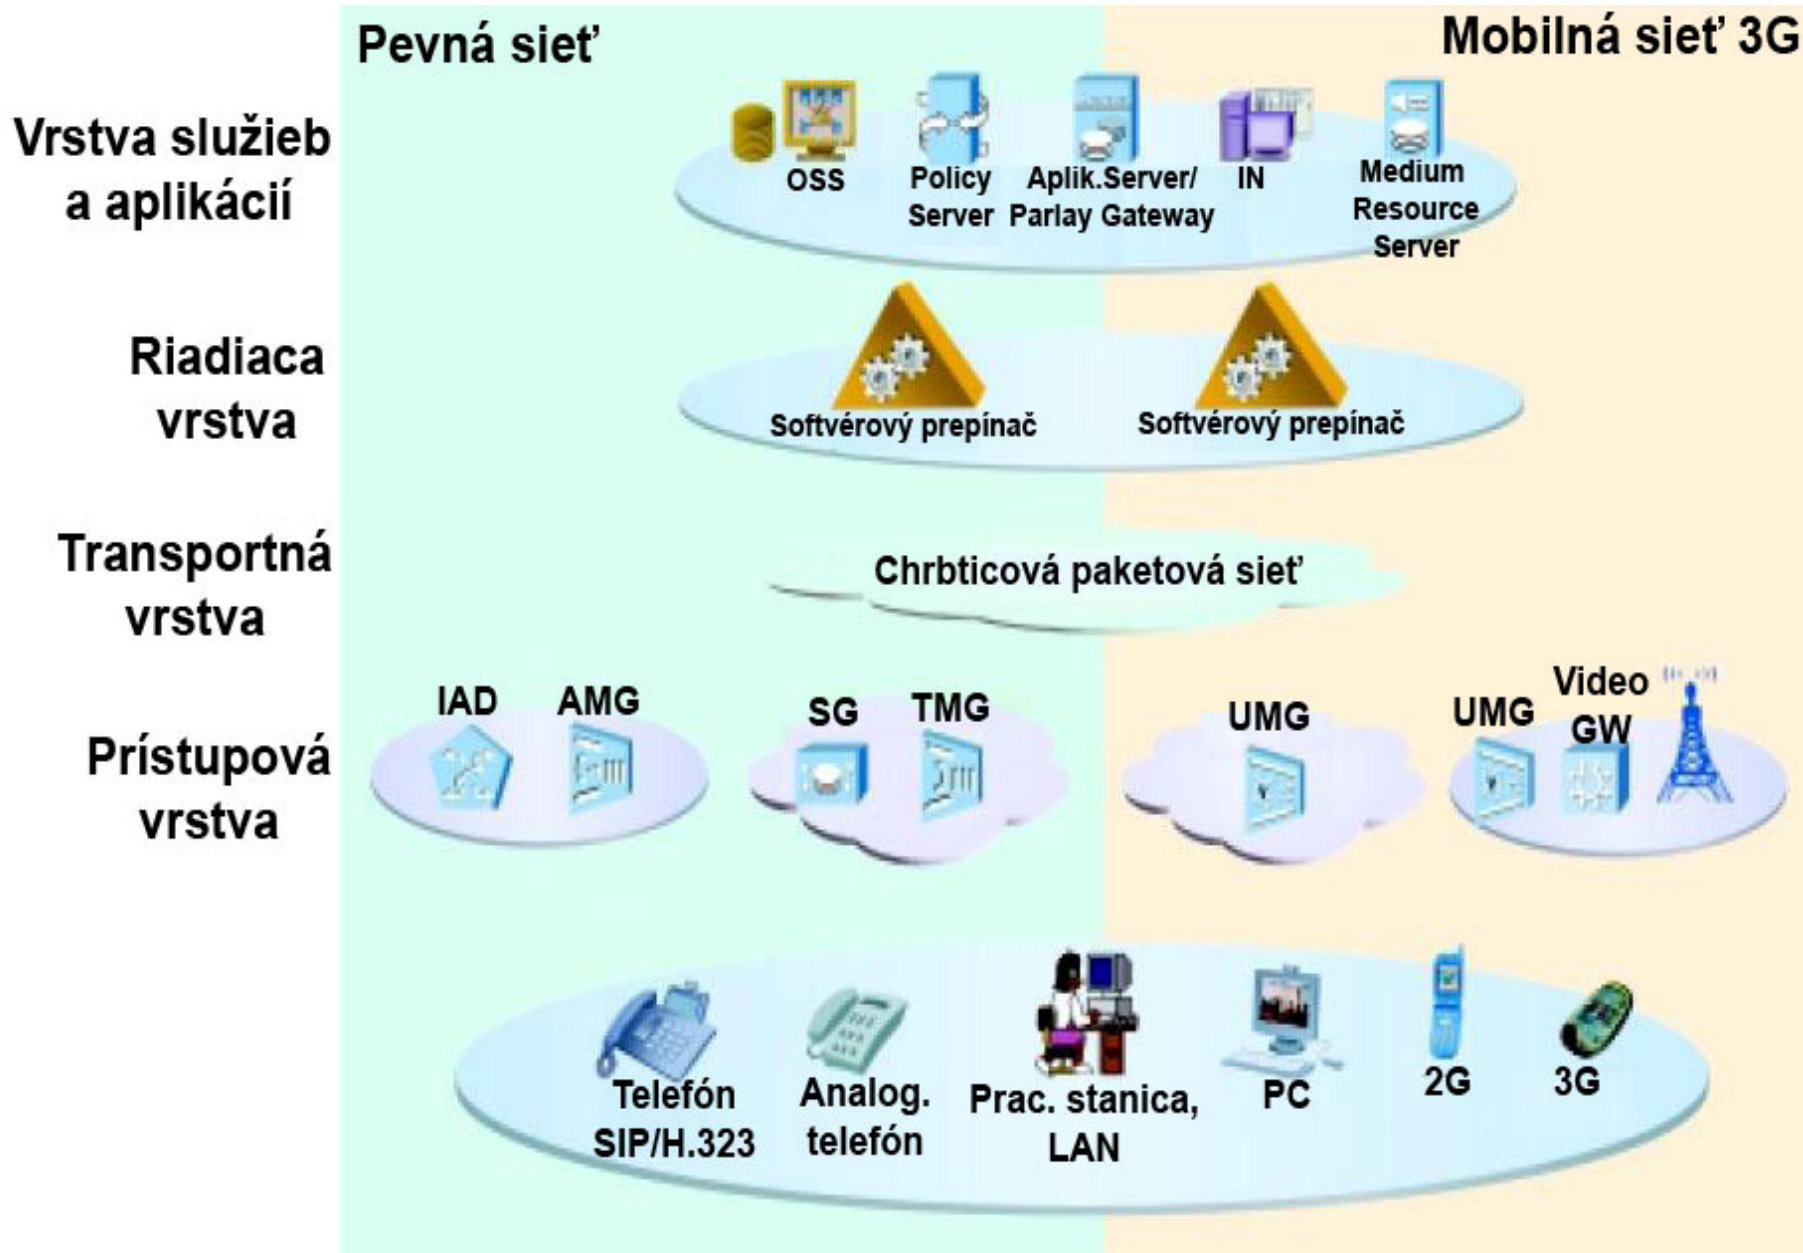 Pevná sieť
Mobilná sieť 3G
Vrstva služieb
a aplikácií
OSS
Policy
Server
Aplik.Server/
Parlay Gateway
IN
Medium
Resource
Server
Riadiaca
vrstva
Softvérový prepínač
Softvérový prepínač
Transportná
vrstva
Chrbticová paketová sieť
Prístupová
vrstva
IAD
AMG
SG
TMG
UMG
UMG
Video
GW
Telefón
SIP/H.323
Analog.
telefón
Prac. stanica,
LAN
PC
2G
3G